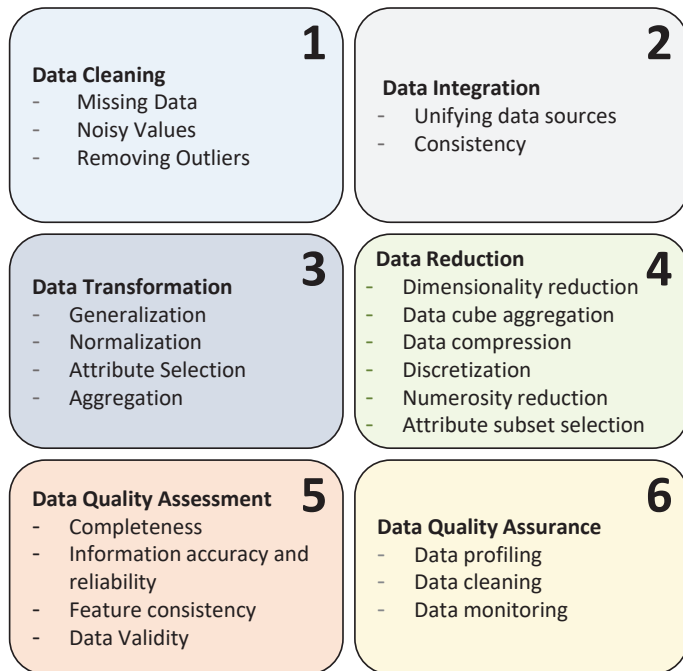 1
Data Cleaning
- Missing Data
- Noisy Values
- Removing Outliers
2
Data Integration
- Unifying data sources
- Consistency
3
Data Transformation
- Generalization
- Normalization
- Attribute Selection
- Aggregation
4
Data Reduction
- Dimensionality reduction
- Data cube aggregation
- Data compression
- Discretization
- Numerosity reduction
- Attribute subset selection
5
Data Quality Assessment
- Completeness
- Information accuracy and
reliability
- Feature consistency
- Data Validity
6
Data Quality Assurance
- Data profiling
- Data cleaning
- Data monitoring